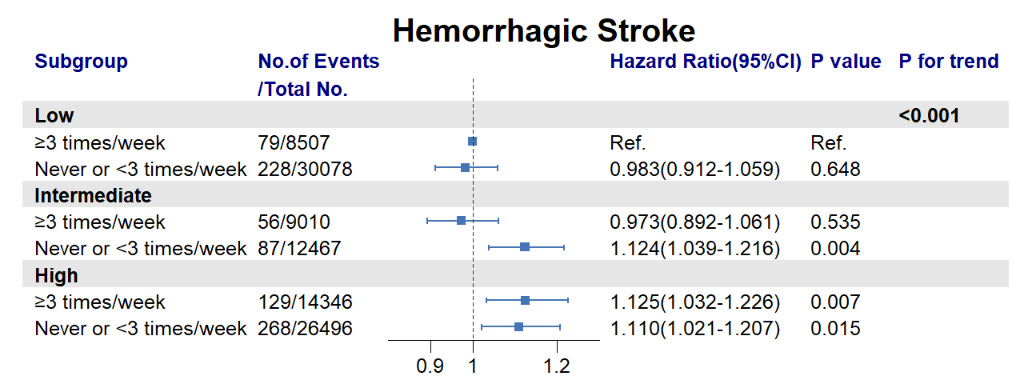 Hemorrhagic Stroke
Subgroup No.of Events Hazard Ratio(95%CI) P value P for trend
/Total No.
Low <0.001
≥3 times/week 79/8507 Ref. Ref.
Never or <3 times/week 228/30078 0.983(0.912-1.059) 0.648
Intermediate
≥3 times/week 56/9010 0.973(0.892-1.061) 0.535
Never or <3 times/week 87/12467 1.124(1.039-1.216) 0.004
High
≥3 times/week 129/14346 1.125(1.032-1.226) 0.007
Never or <3 times/week 268/26496 1.110(1.021-1.207) 0.015
0.9 1 1.2